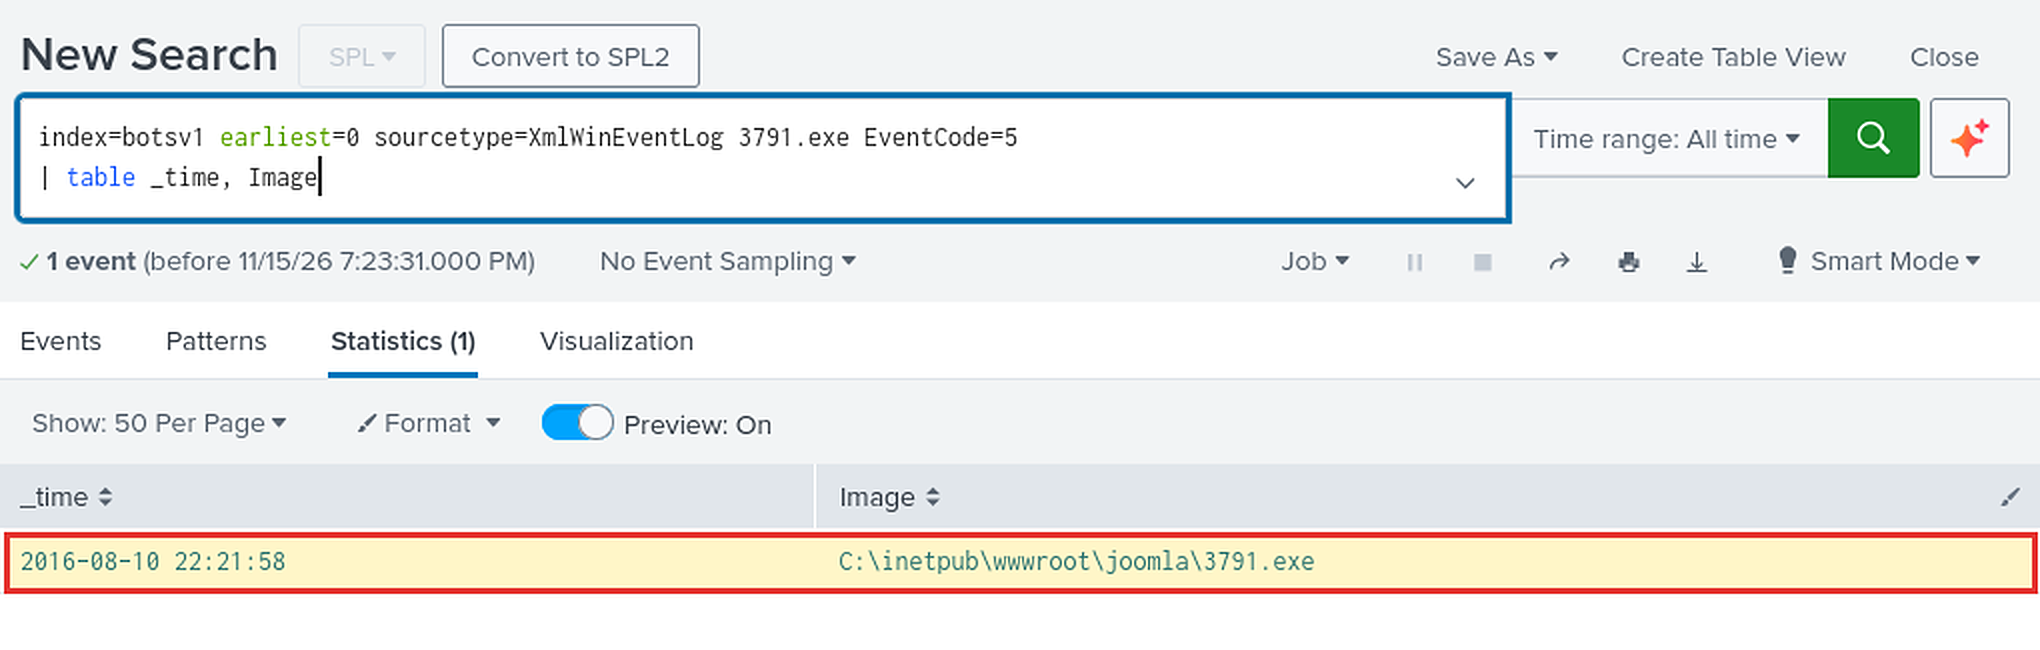 New Search SPL Convert to SPL2 Save As Create Table View Close
index=botsv1 earliest=0 sourcetype=XmlWinEventLog 3791.exe EventCode=5
| table _time, Image
Time range: All time
1 event (before 11/15/26 7:23:31.000 PM) No Event Sampling Job Smart Mode
Events Patterns Statistics (1) Visualization
Show: 50 Per Page Format Preview: On
_time Image
2016-08-10 22:21:58 C:\inetpub\wwwroot\joomla\3791.exe